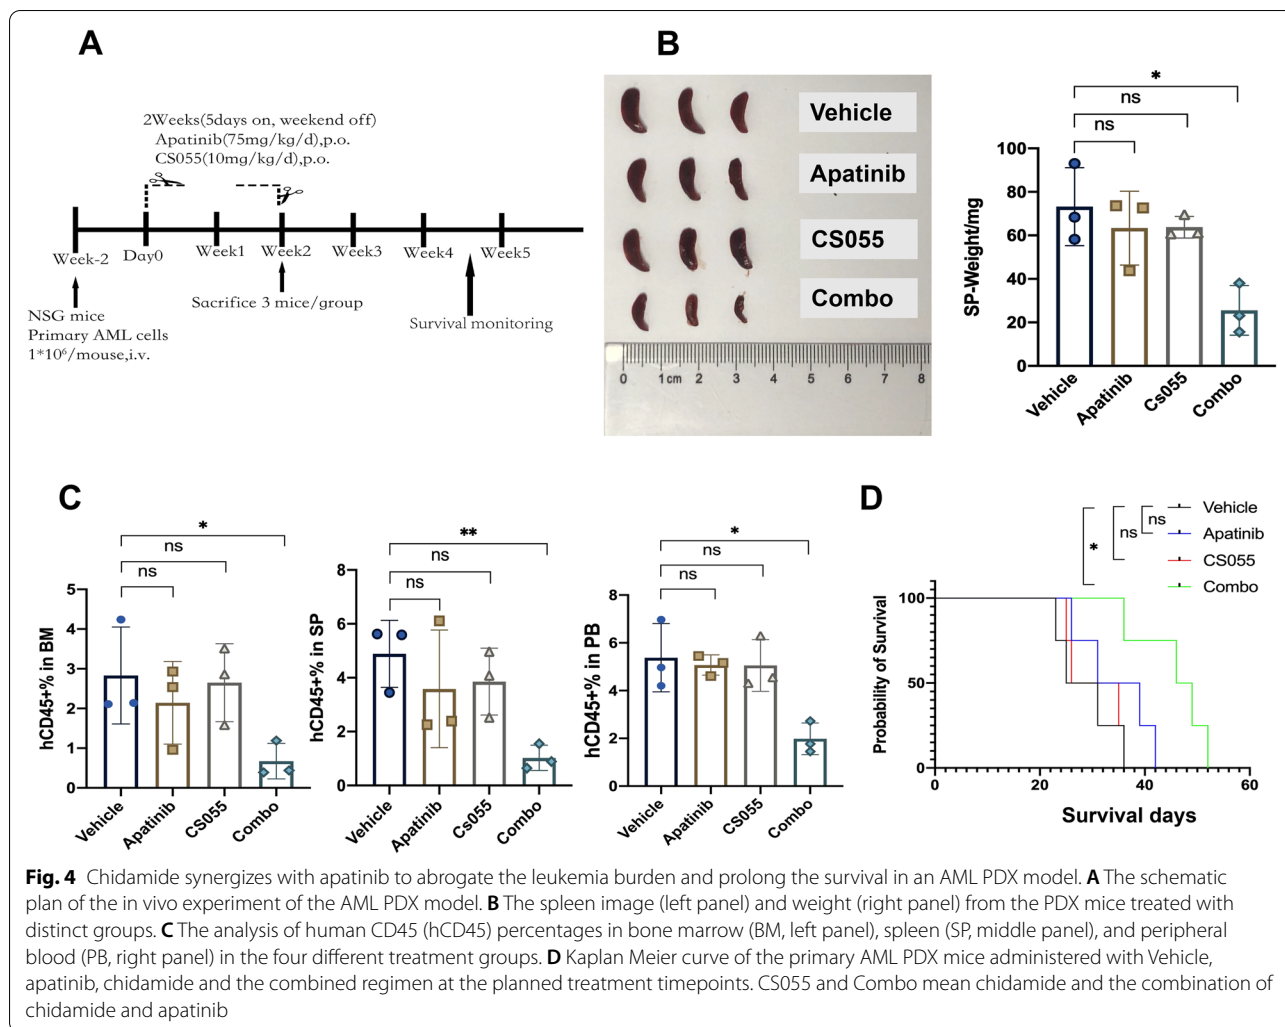 A
2Weeks(5days on, weekend off)
Apatinib(75mg/kg/d),p.o.
CS055(10mg/kg/d),p.o.
Week-2 Day0 Week1 Week2 Week3 Week4 Week5
Sacrifice 3 mice/group
Survival monitoring
NSG mice
Primary AML cells
1*10⁶/mouse,i.v.
B
Vehicle
Apatinib
CS055
Combo
0 1cm 2 3 4 5 6 7 8
*
ns
ns
SP-Weight/mg
100
80
60
40
20
0
Vehicle Apatinib Cs055 Combo
C
*
ns
ns
hCD45+% in BM
5
4
3
2
1
0
Vehicle Apatinib CS055 Combo
**
ns
ns
hCD45+% in SP
8
6
4
2
0
Vehicle Apatinib Cs055 Combo
*
ns
ns
hCD45+% in PB
8
6
4
2
0
Vehicle Apatinib CS055 Combo
D
* ns ns
Vehicle
Apatinib
CS055
Combo
Probability of Survival
100
50
0
0 20 40 60
Survival days
Fig. 4 Chidamide synergizes with apatinib to abrogate the leukemia burden and prolong the survival in an AML PDX model. A The schematic
plan of the in vivo experiment of the AML PDX model. B The spleen image (left panel) and weight (right panel) from the PDX mice treated with
distinct groups. C The analysis of human CD45 (hCD45) percentages in bone marrow (BM, left panel), spleen (SP, middle panel), and peripheral
blood (PB, right panel) in the four different treatment groups. D Kaplan Meier curve of the primary AML PDX mice administered with Vehicle,
apatinib, chidamide and the combined regimen at the planned treatment timepoints. CS055 and Combo mean chidamide and the combination of
chidamide and apatinib